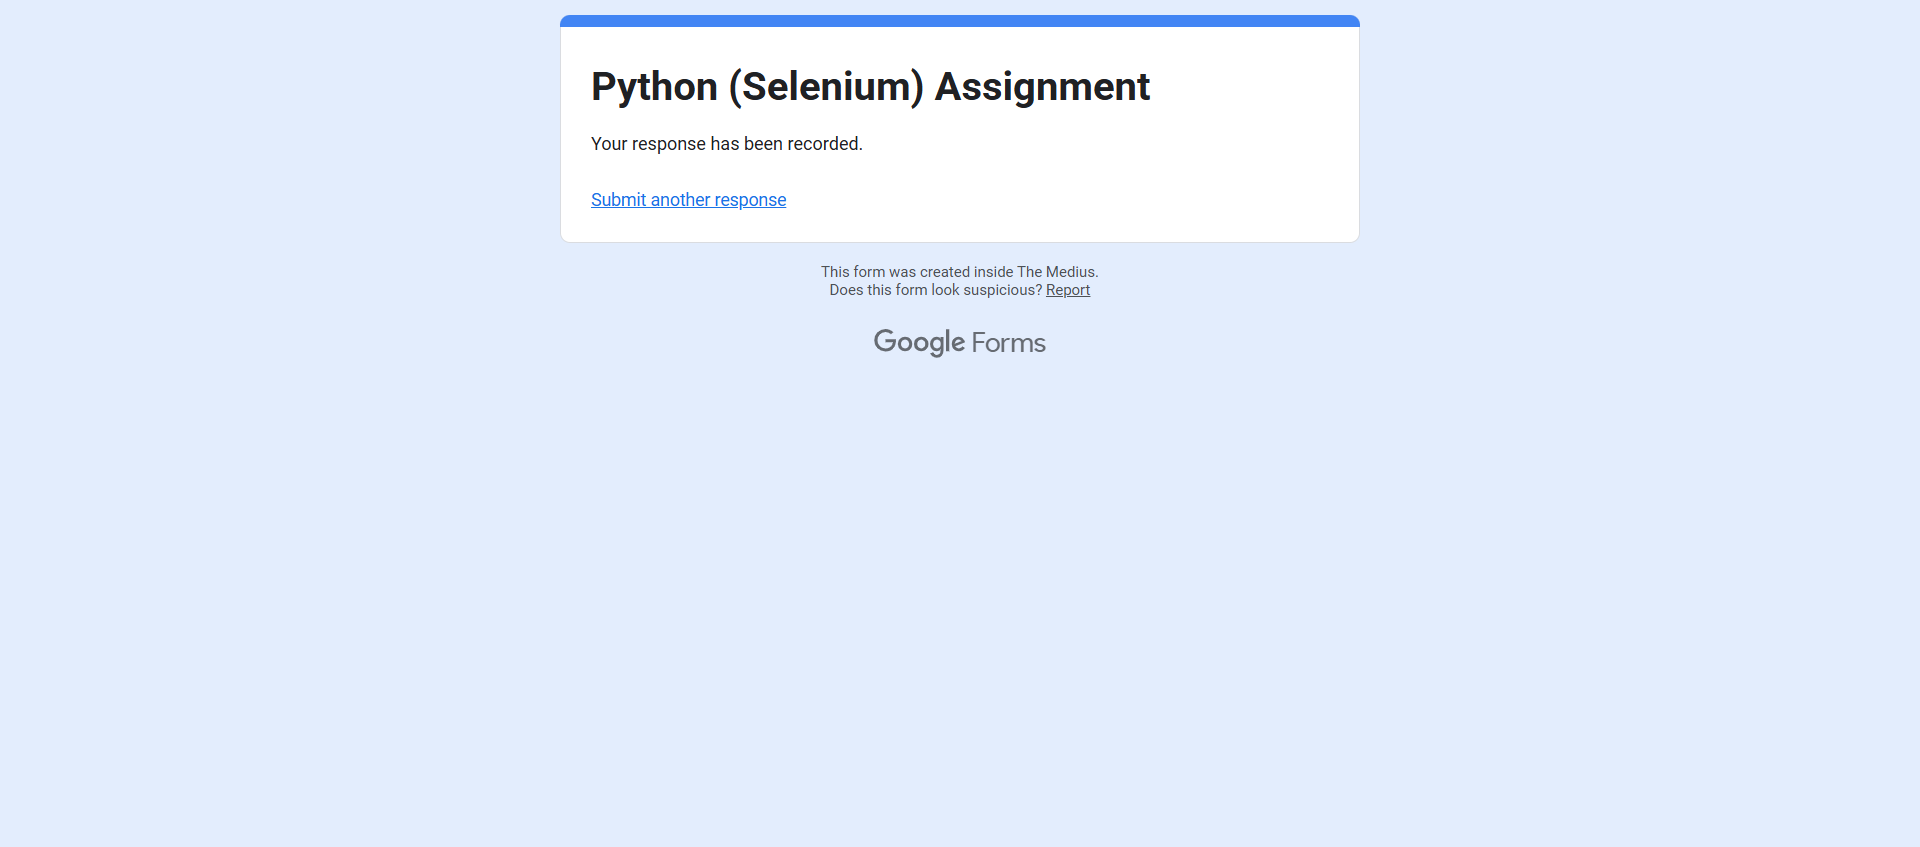 Python (Selenium) Assignment
Your response has been recorded.
Submit another response
This form was created inside The Medius.
Does this form look suspicious? Report
Google Forms